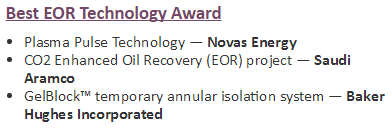 Best EOR Technology Award
• Plasma Pulse Technology — Novas Energy
• CO2 Enhanced Oil Recovery (EOR) project — Saudi
Aramco
• GelBlock™ temporary annular isolation system — Baker
Hughes Incorporated